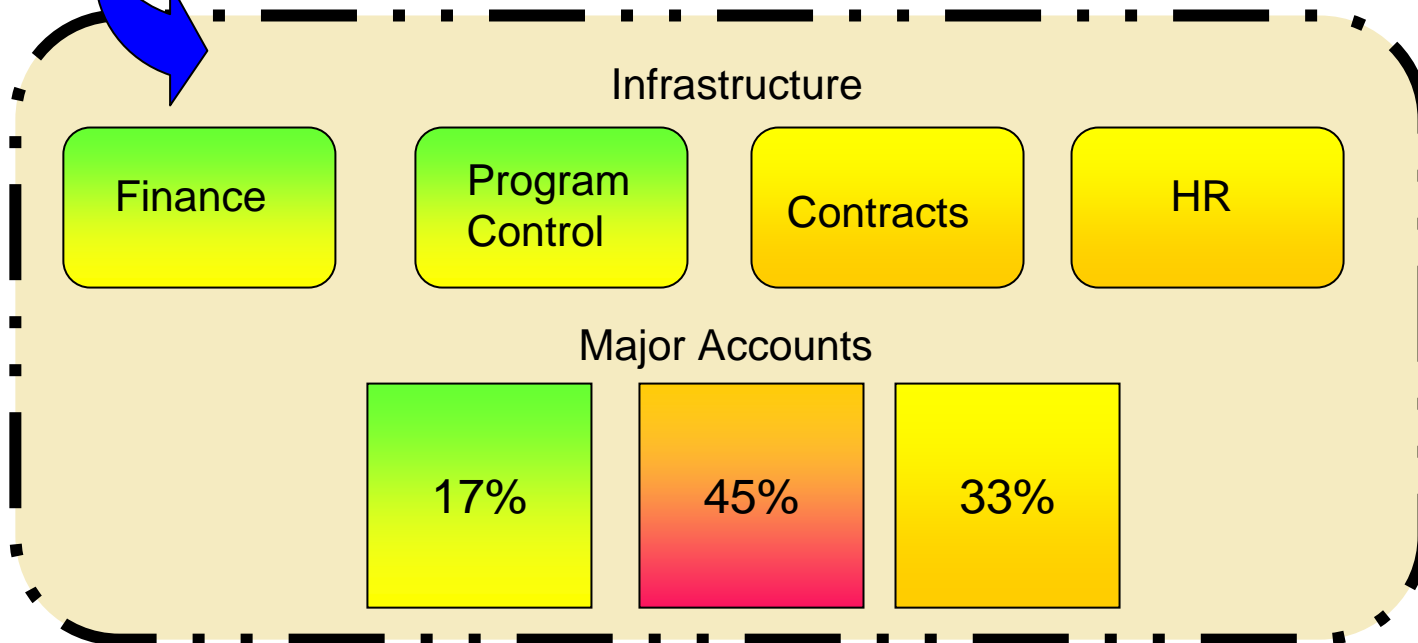 Infrastructure
Finance
Program
Control
Contracts
HR
Major Accounts
17%
45%
33%